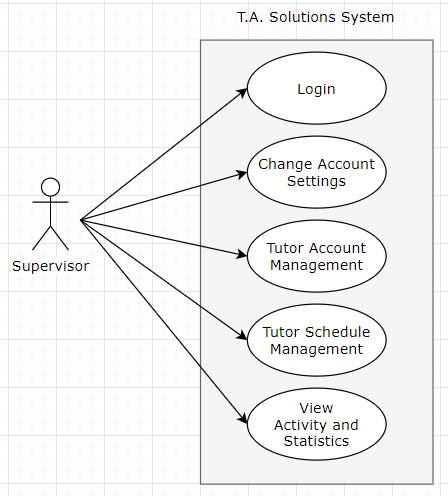 T.A. Solutions System
Login
Change Account
Settings
Supervisor
Tutor Account
Management
Tutor Schedule
Management
View
Activity and
Statistics